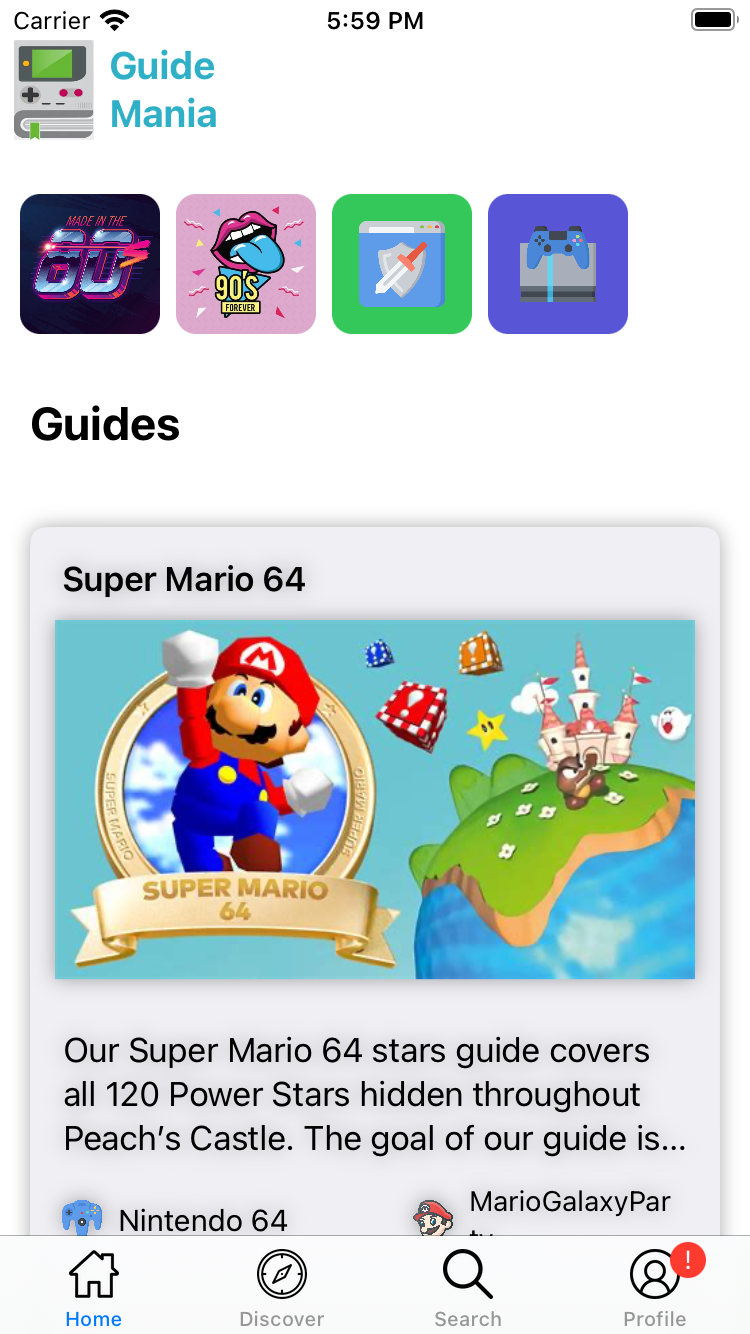 Carrier 5:59 PM
Guide
Mania
MADE IN THE
80
90'S
FOREVER
Guides
Super Mario 64
M
SUPER MARIO
SUPER MARIO
SUPER MARIO
64
Our Super Mario 64 stars guide covers
all 120 Power Stars hidden throughout
Peach’s Castle. The goal of our guide is...
Nintendo 64
MarioGalaxyPar
ty
!
Home Discover Search Profile